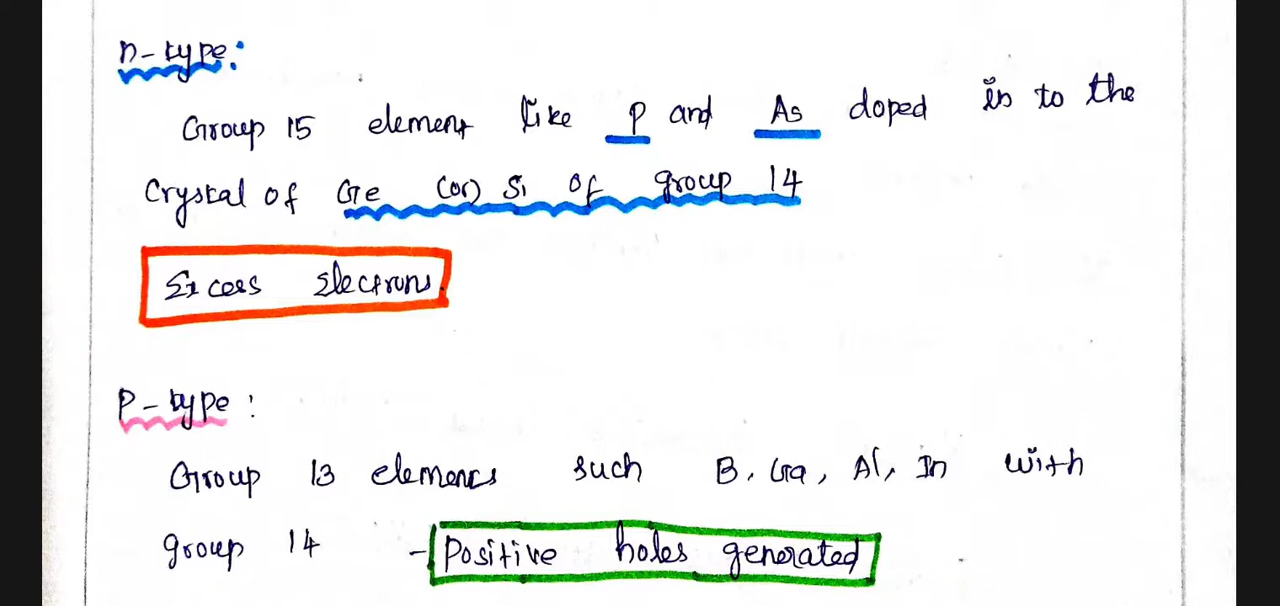 n-type:
Group 15 element like P and As doped in to the
Crystal of Ge (or) Si of group 14
Excess Electrons.
P-type:
Group 13 elements such B, Ga, Al, In with
group 14 - Positive holes generated